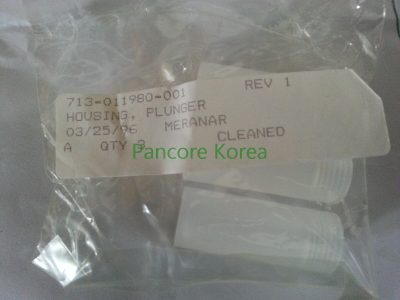 713-011980-001 REV 1
HOUSING, PLUNGER
03/25/96 MERANAR
A QTY 3 CLEANED
Pancore Korea